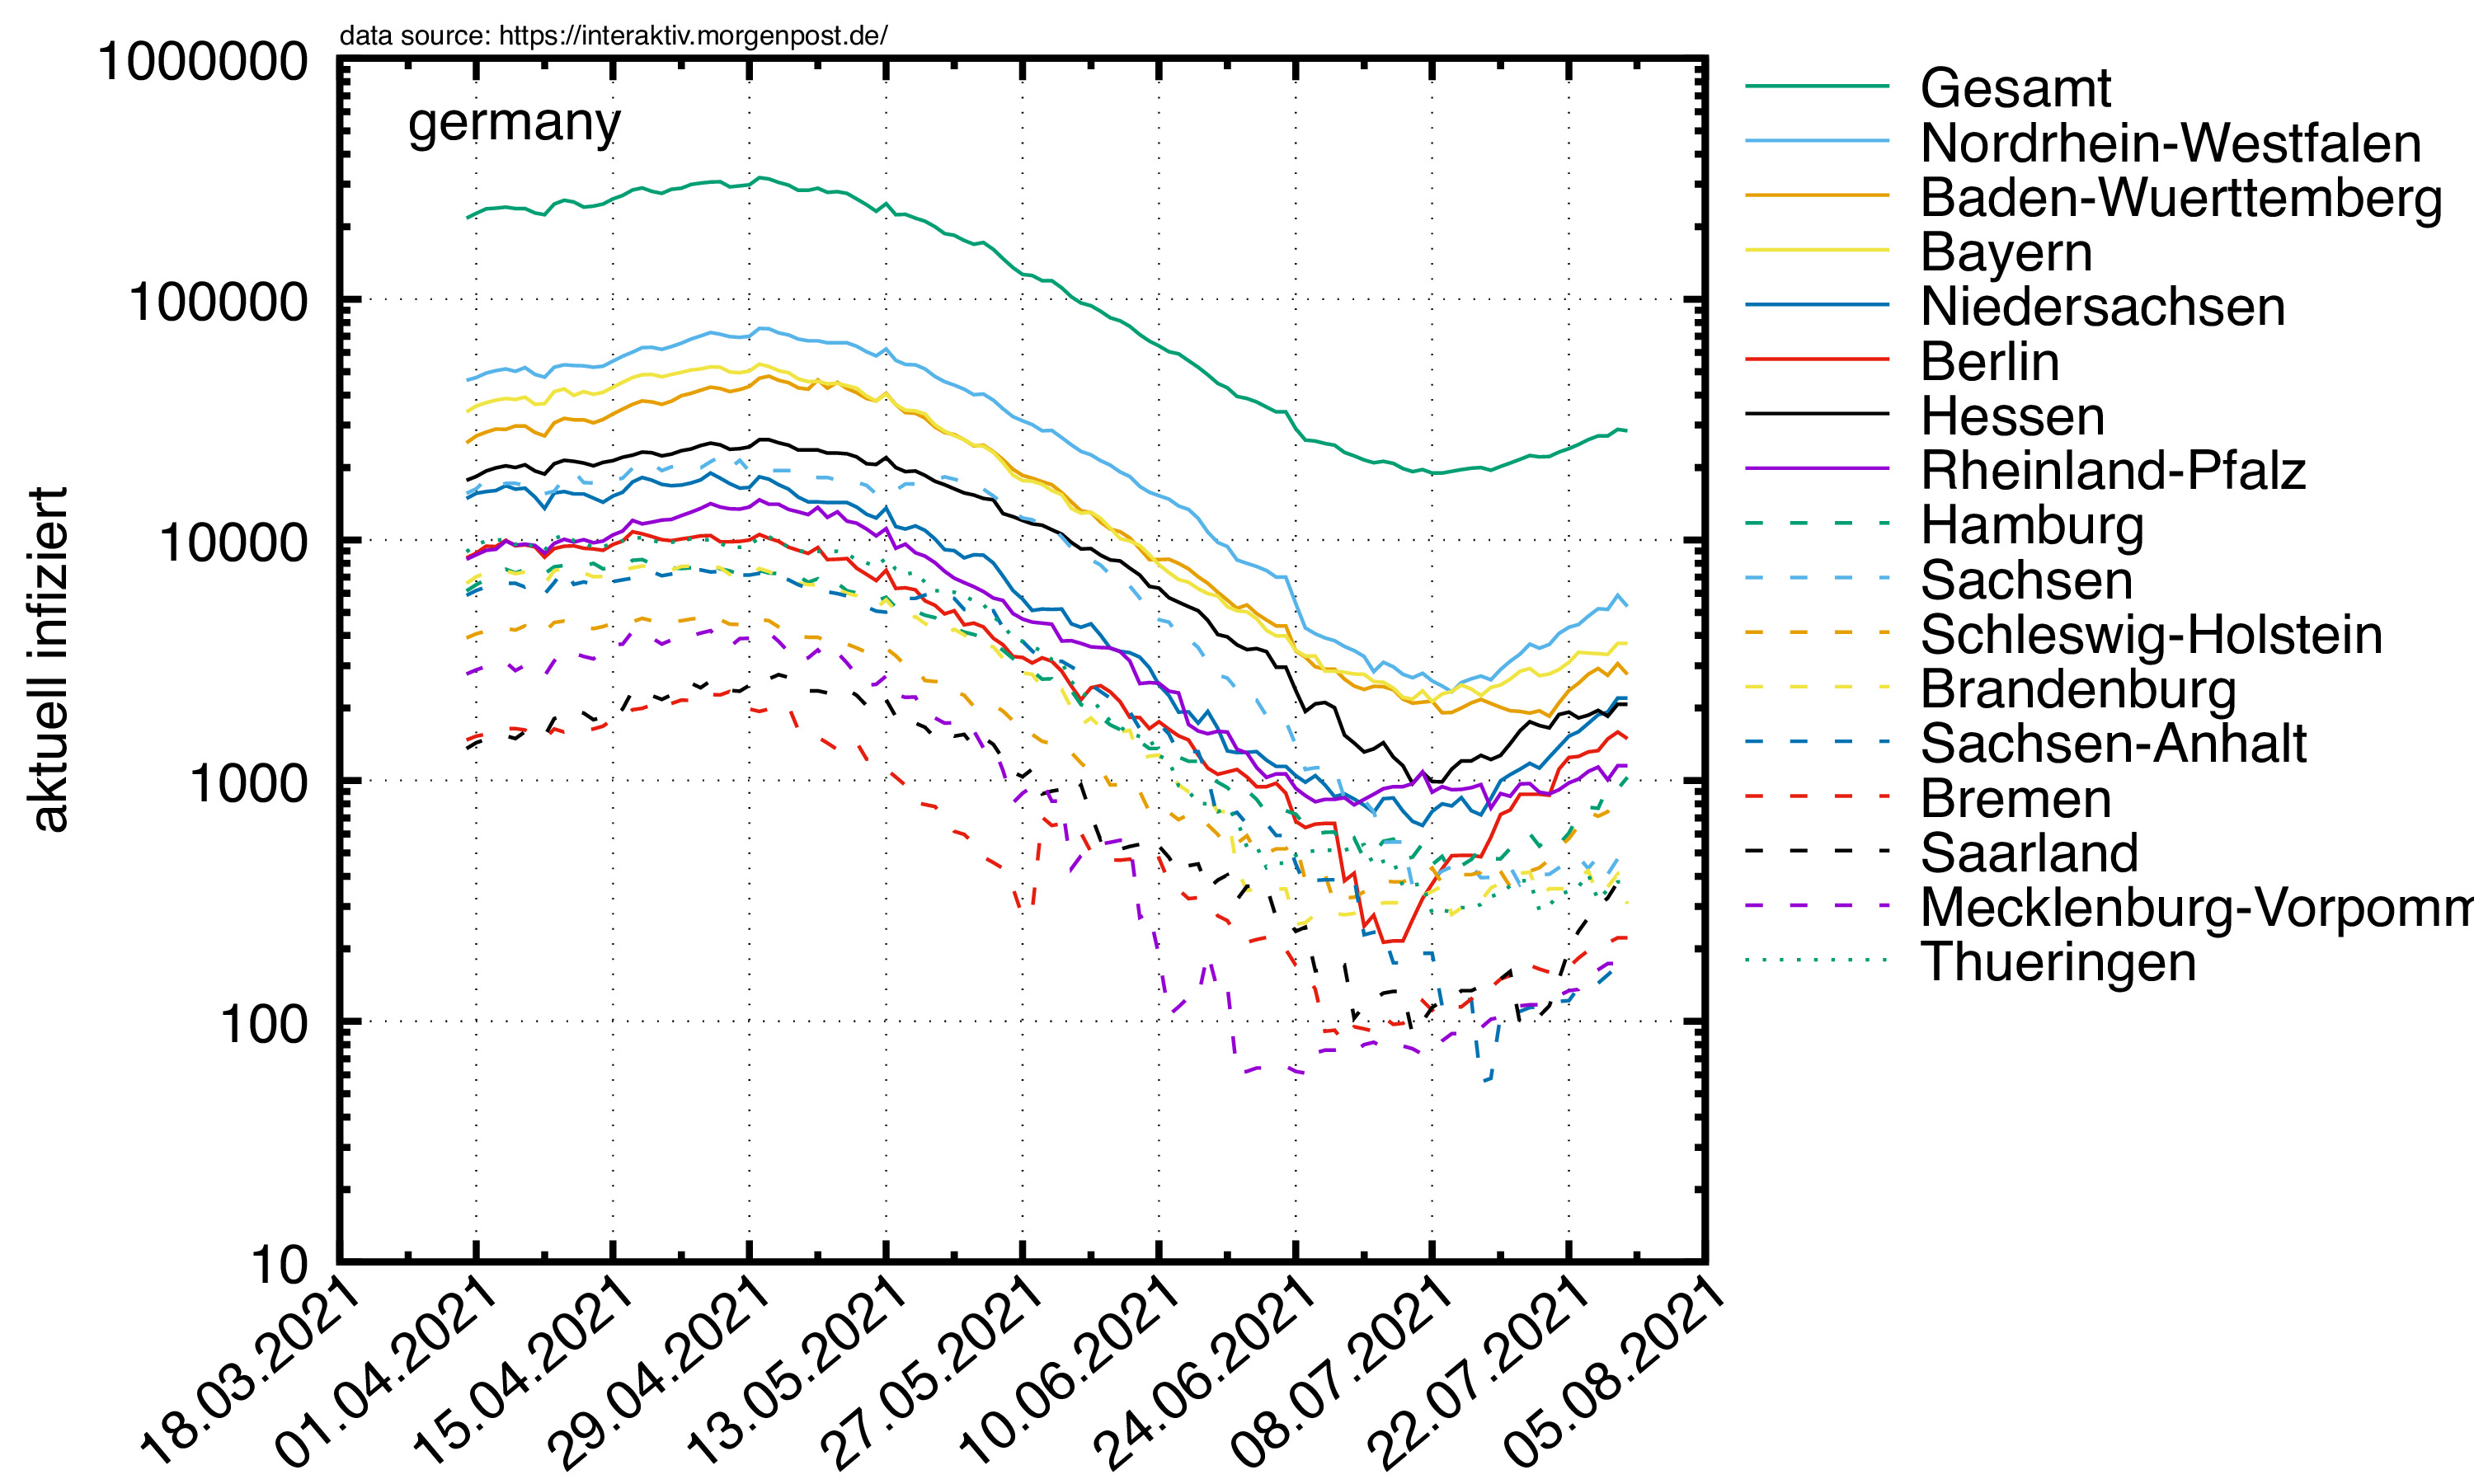 data source: https://interaktiv.morgenpost.de/
germany
aktuell infiziert
1000000
100000
10000
1000
100
10
18.03.2021
01.04.2021
15.04.2021
29.04.2021
13.05.2021
27.05.2021
10.06.2021
24.06.2021
08.07.2021
22.07.2021
05.08.2021
Gesamt
Nordrhein-Westfalen
Baden-Wuerttemberg
Bayern
Niedersachsen
Berlin
Hessen
Rheinland-Pfalz
Hamburg
Sachsen
Schleswig-Holstein
Brandenburg
Sachsen-Anhalt
Bremen
Saarland
Mecklenburg-Vorpomm
Thueringen